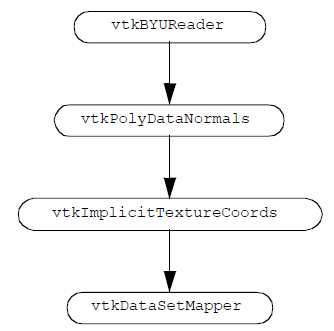 vtkBYUReader
vtkPolyDataNormals
vtkImplicitTextureCoords
vtkDataSetMapper